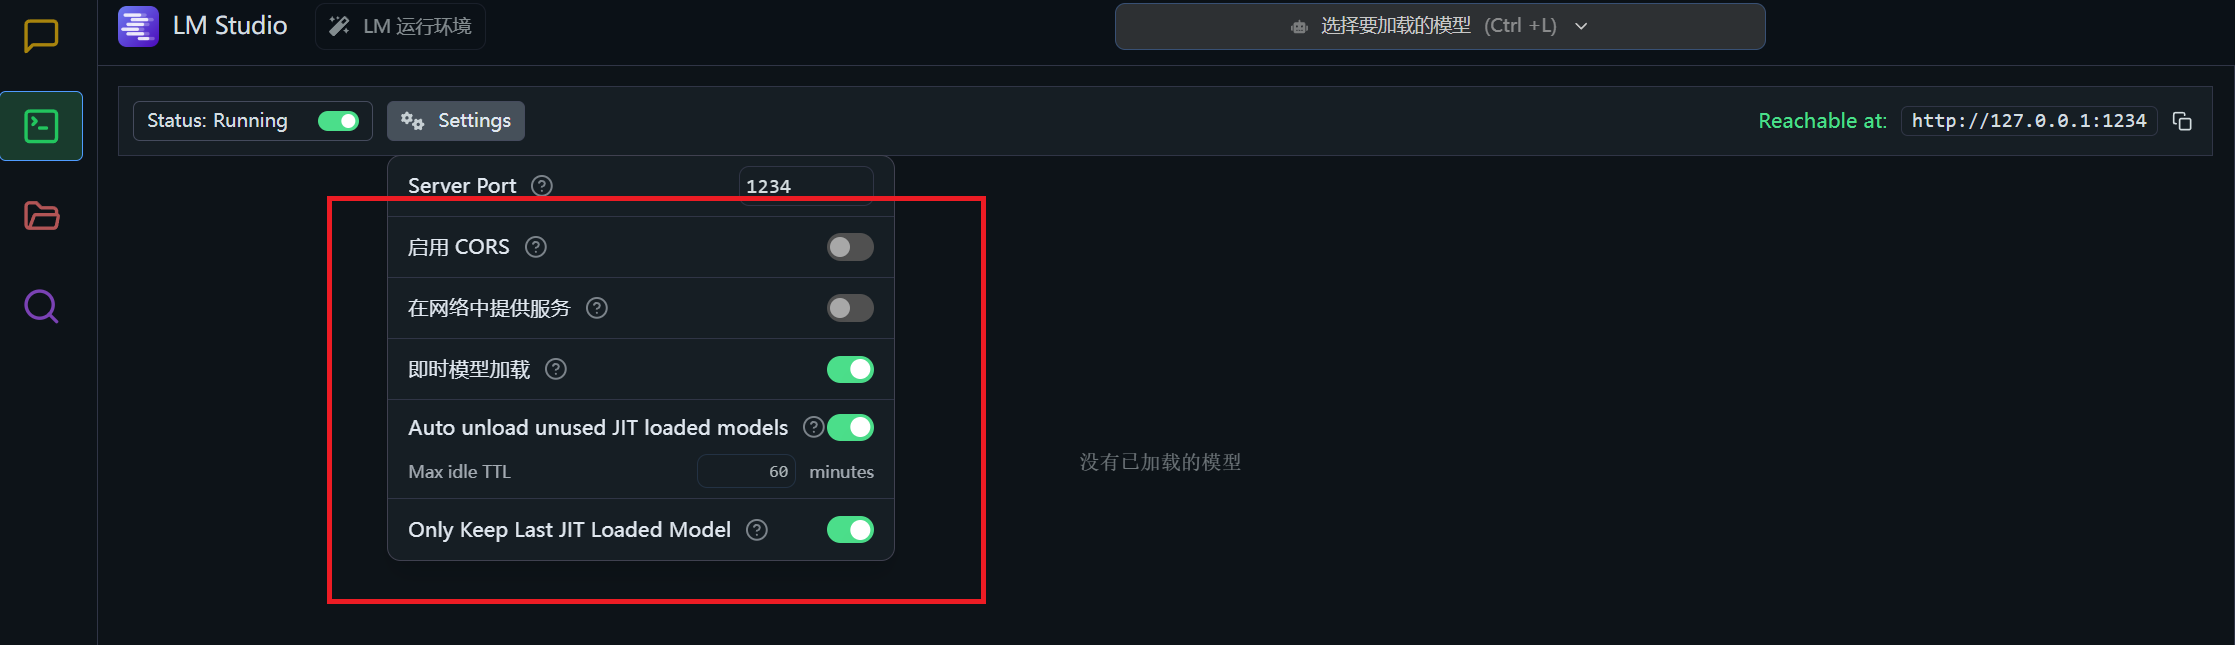 LM Studio
LM 运行环境
选择要加载的模型 (Ctrl +L)
Status: Running
Settings
Reachable at: http://127.0.0.1:1234
Server Port 1234
启用 CORS
在网络中提供服务
即时模型加载
Auto unload unused JIT loaded models
Max idle TTL 60 minutes
没有已加载的模型
Only Keep Last JIT Loaded Model